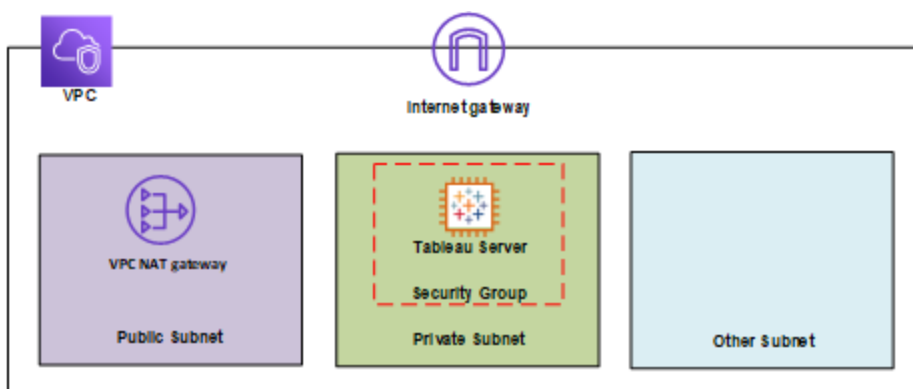 VPC
Internet gateway
VPC NAT gateway
Public Subnet
Tableau Server
Security Group
Private Subnet
Other Subnet